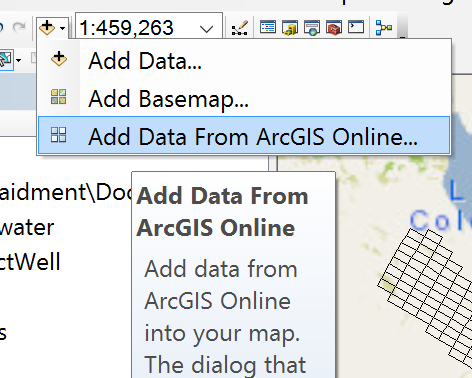 1:459,263
Add Data...
Add Basemap...
Add Data From ArcGIS Online...
aidment\Doc
water
ctWell
s
Add Data From
ArcGIS Online
Add data from
ArcGIS Online
into your map.
The dialog that
L
Col